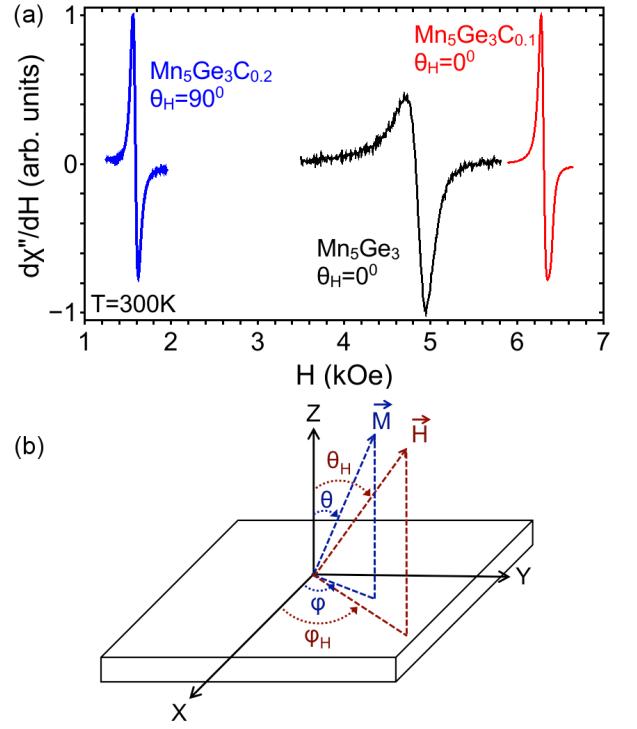 (a)
1
0
−1
dχ"/dH (arb. units)
Mn₅Ge₃C₀.₂
θH=90⁰
Mn₅Ge₃C₀.₁
θH=0⁰
Mn₅Ge₃
θH=0⁰
T=300K
1 2 3 4 5 6 7
H (kOe)
(b)
Z
M
H
θH
θ
Y
φ
φH
X